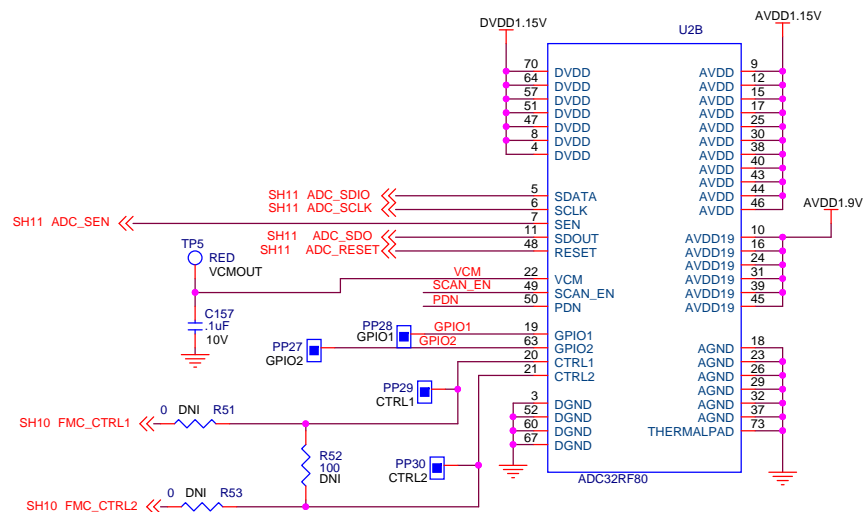 DVDD1.15V
U2B
AVDD1.15V
70 DVDD AVDD 9
64 DVDD AVDD 12
57 DVDD AVDD 15
51 DVDD AVDD 17
47 DVDD AVDD 25
8 DVDD AVDD 30
4 DVDD AVDD 38
AVDD 40
AVDD 43
SH11 ADC_SDIO 5 SDATA AVDD 44
SH11 ADC_SCLK 6 SCLK AVDD 46
AVDD1.9V
SH11 ADC_SEN 7 SEN
SH11 ADC_SDO 11 SDOUT AVDD19 10
SH11 ADC_RESET 48 RESET AVDD19 16
AVDD19 24
TP5
RED
VCMOUT
VCM 22 VCM AVDD19 31
SCAN_EN 49 SCAN_EN AVDD19 39
PDN 50 PDN AVDD19 45
C157
.1uF
10V
PP28
GPIO1
GPIO1 19 GPIO1
PP27
GPIO2
GPIO2 63 GPIO2 AGND 18
20 CTRL1 AGND 23
21 CTRL2 AGND 26
AGND 29
PP29
CTRL1
3 DGND AGND 32
52 DGND AGND 37
60 DGND THERMALPAD 73
67 DGND
SH10 FMC_CTRL1 0 DNI R51
R52
100
DNI
PP30
CTRL2
ADC32RF80
SH10 FMC_CTRL2 0 DNI R53